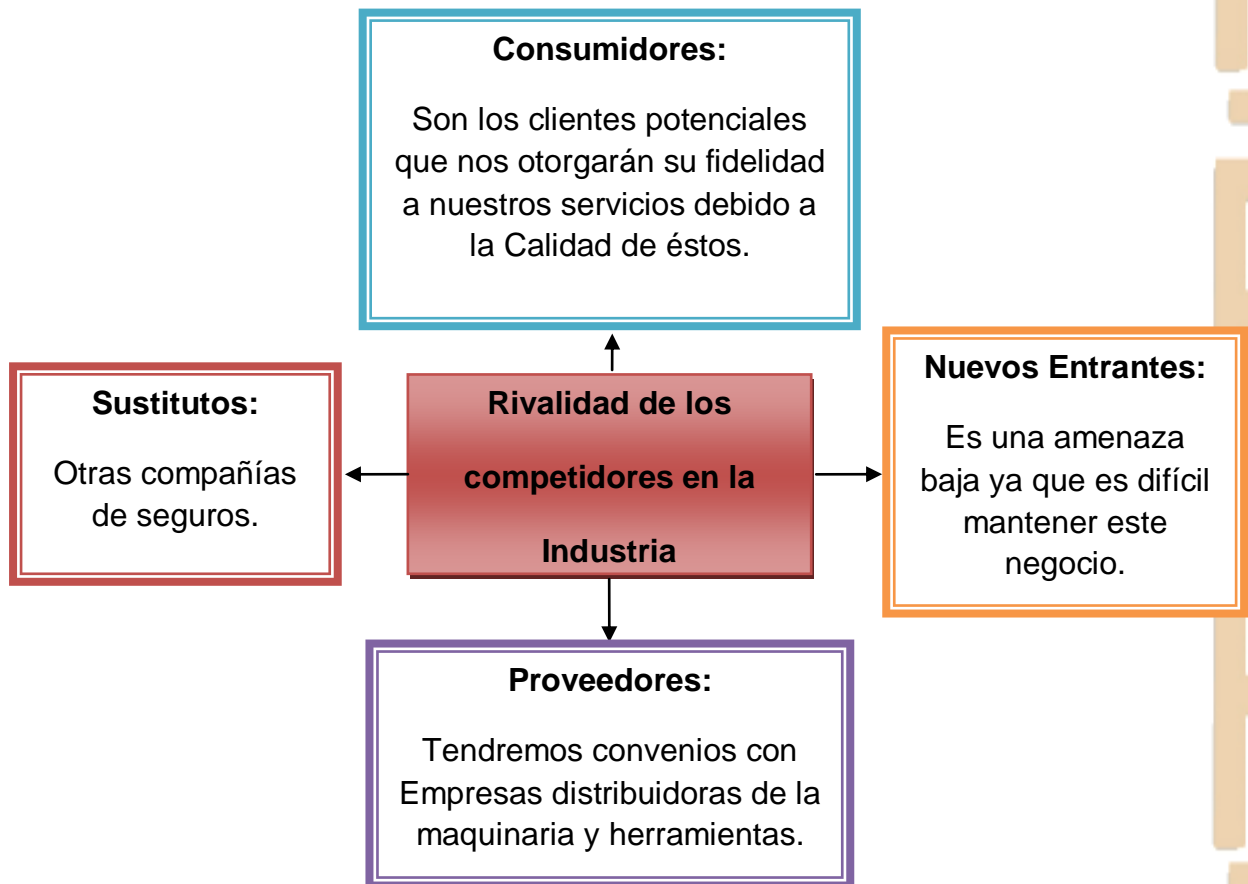 Consumidores:
Son los clientes potenciales
que nos otorgarán su fidelidad
a nuestros servicios debido a
la Calidad de éstos.
Sustitutos:
Otras compañías
de seguros.
Rivalidad de los
competidores en la
Industria
Nuevos Entrantes:
Es una amenaza
baja ya que es difícil
mantener este
negocio.
Proveedores:
Tendremos convenios con
Empresas distribuidoras de la
maquinaria y herramientas.